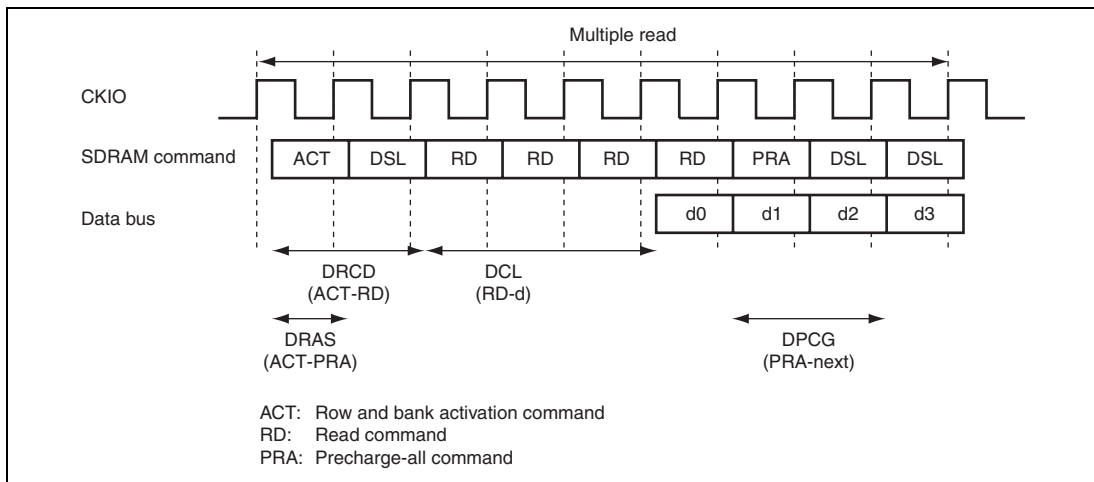 Multiple read
CKIO
SDRAM command ACT DSL RD RD RD RD PRA DSL DSL
Data bus d0 d1 d2 d3
DRCD
(ACT-RD)
DCL
(RD-d)
DRAS
(ACT-PRA)
DPCG
(PRA-next)
ACT: Row and bank activation command
RD: Read command
PRA: Precharge-all command